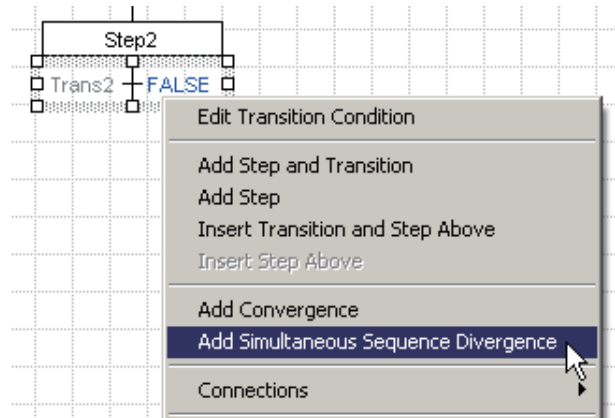 Step2
Trans2 FALSE
Edit Transition Condition
Add Step and Transition
Add Step
Insert Transition and Step Above
Insert Step Above
Add Convergence
Add Simultaneous Sequence Divergence
Connections